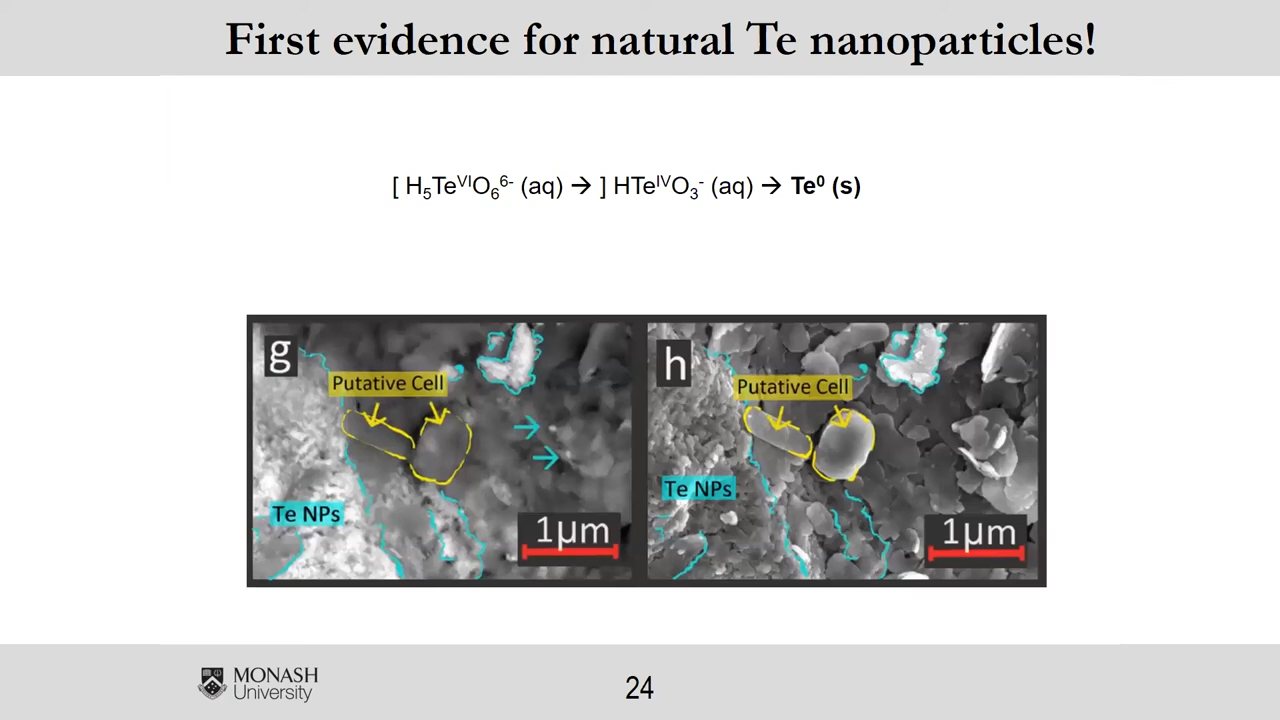 First evidence for natural Te nanoparticles!
[ H₅TeⱽᴵO₆⁶⁻ (aq) → ] HTeᴵⱽO₃⁻ (aq) → Te⁰ (s)
g
Putative Cell
Te NPs
1µm
h
Putative Cell
Te NPs
1µm
MONASH
University
24